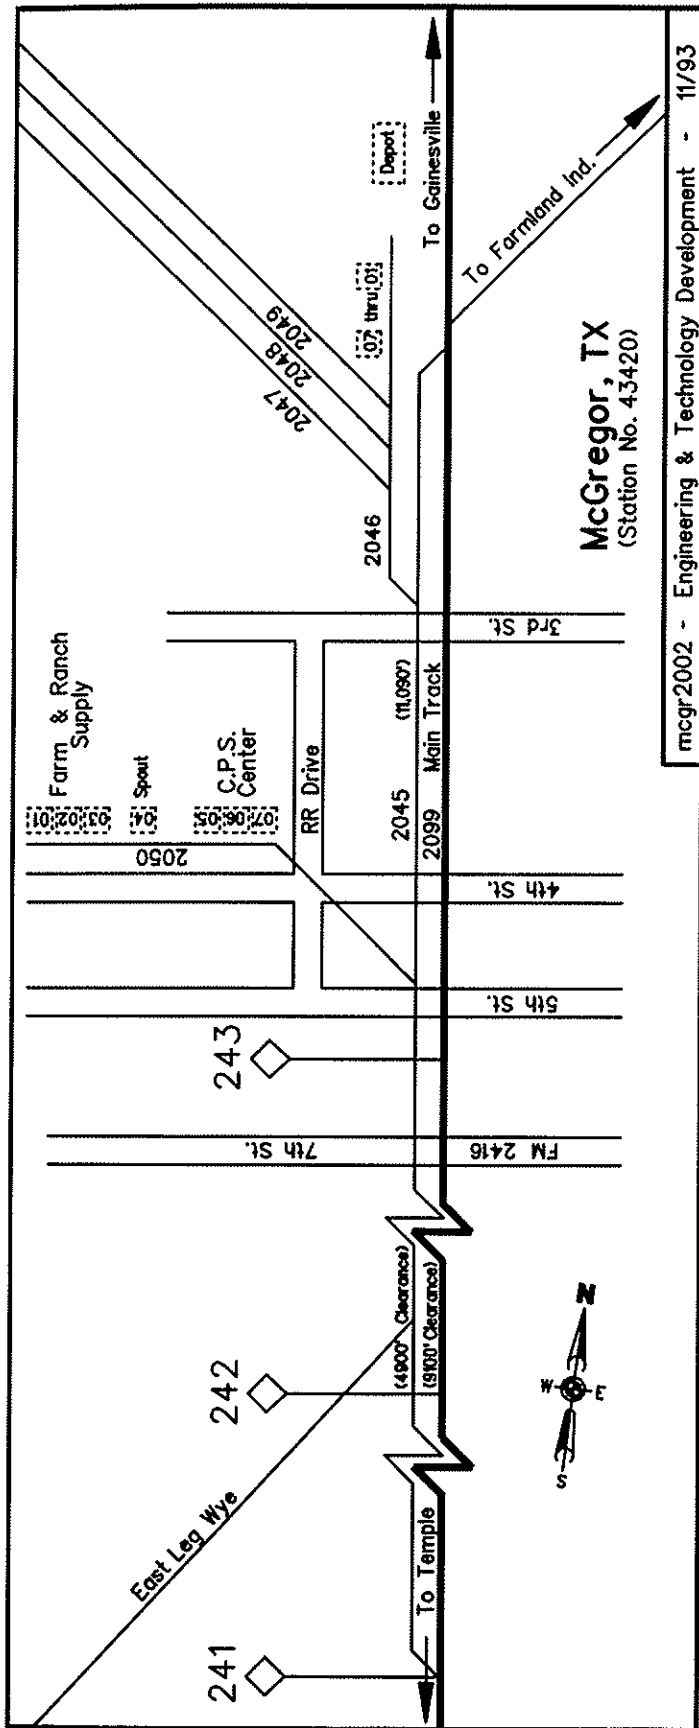 241
242
243
East Leg Wye
To Temple
(4900' Clearance)
(9100' Clearance)
7th St.
FM 2416
5th St.
4th St.
3rd St.
2050
01 02 03
Farm & Ranch
Supply
04
Spout
05 06 07
C.P.S.
Center
RR Drive
2045
(11,090')
2099
Main Track
2046
2047
2048
2049
07 thru 01
Depot
To Gainesville
To Farmland Ind.
McGregor, TX
(Station No. 43420)
N
W
E
S
mcgr2002 - Engineering & Technology Development - 11/93